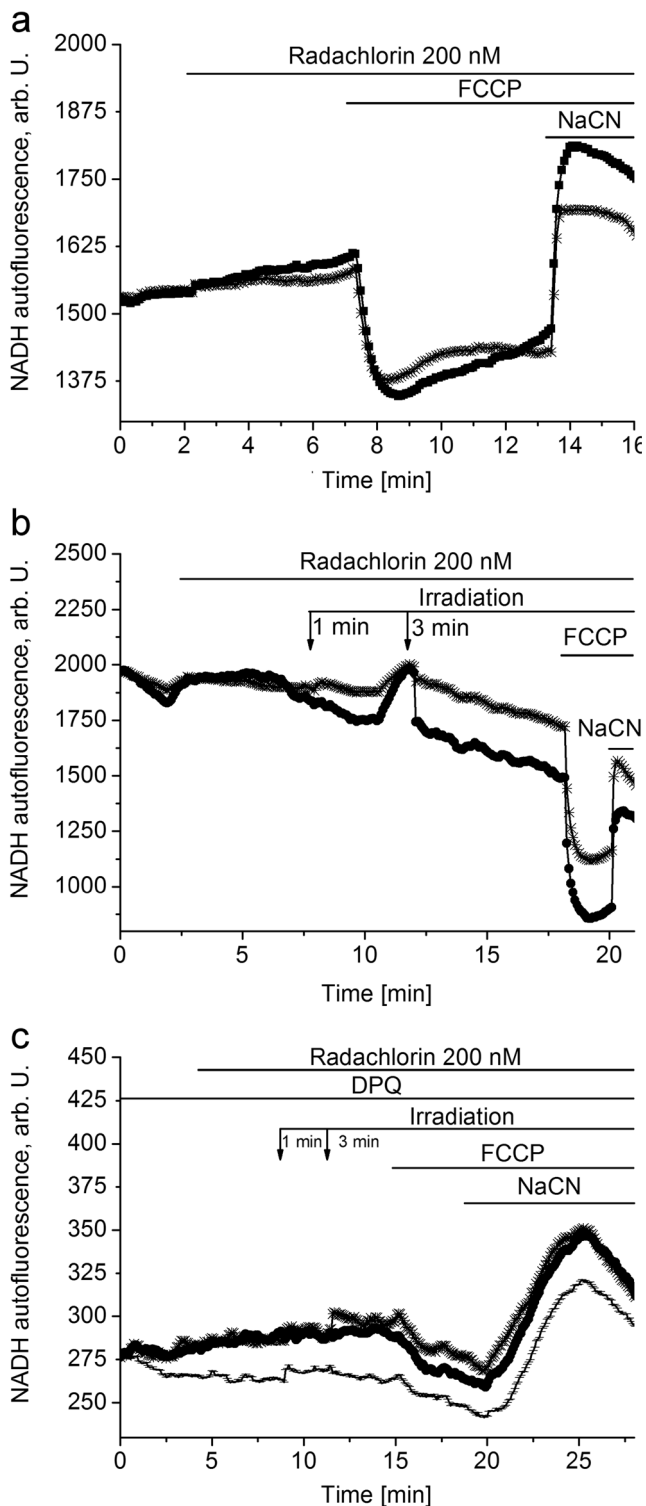 a
2000
Radachlorin 200 nM
1875
FCCP
NaCN
1750
1625
1500
1375
NADH autofluorescence, arb. U.
0 2 4 6 8 10 12 14 16
Time [min]
b
2500
Radachlorin 200 nM
2250
Irradiation
1 min 3 min
FCCP
2000
1750
NaCN
1500
1250
1000
NADH autofluorescence, arb. U.
0 5 10 15 20
Time [min]
c
450
Radachlorin 200 nM
425
DPQ
Irradiation
400
1 min 3 min
FCCP
375
NaCN
350
325
300
275
250
NADH autofluorescence, arb. U.
0 5 10 15 20 25
Time [min]